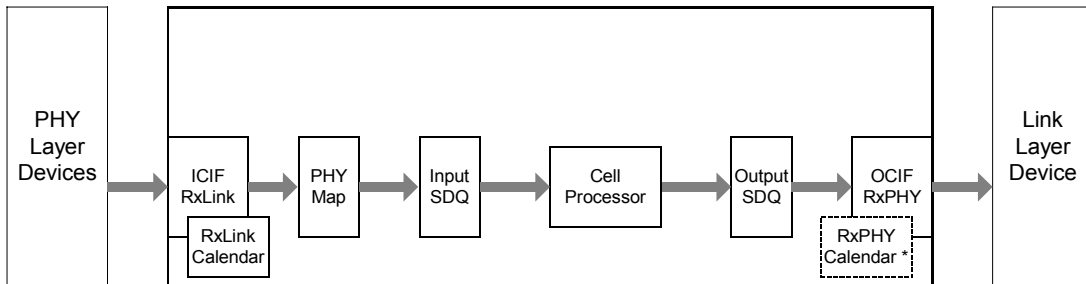 PHY
Layer
Devices
ICIF
RxLink
RxLink
Calendar
PHY
Map
Input
SDQ
Cell
Processor
Output
SDQ
OCIF
RxPHY
RxPHY
Calendar *
Link
Layer
Device